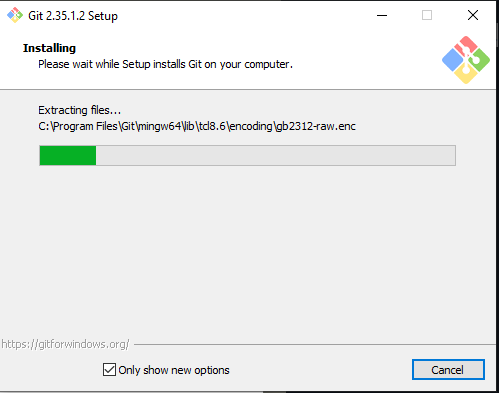 Git 2.35.1.2 Setup
Installing
Please wait while Setup installs Git on your computer.
Extracting files...
C:\Program Files\Git\mingw64\lib\tcl8.6\encoding\gb2312-raw.enc
https://gitforwindows.org/
Only show new options
Cancel